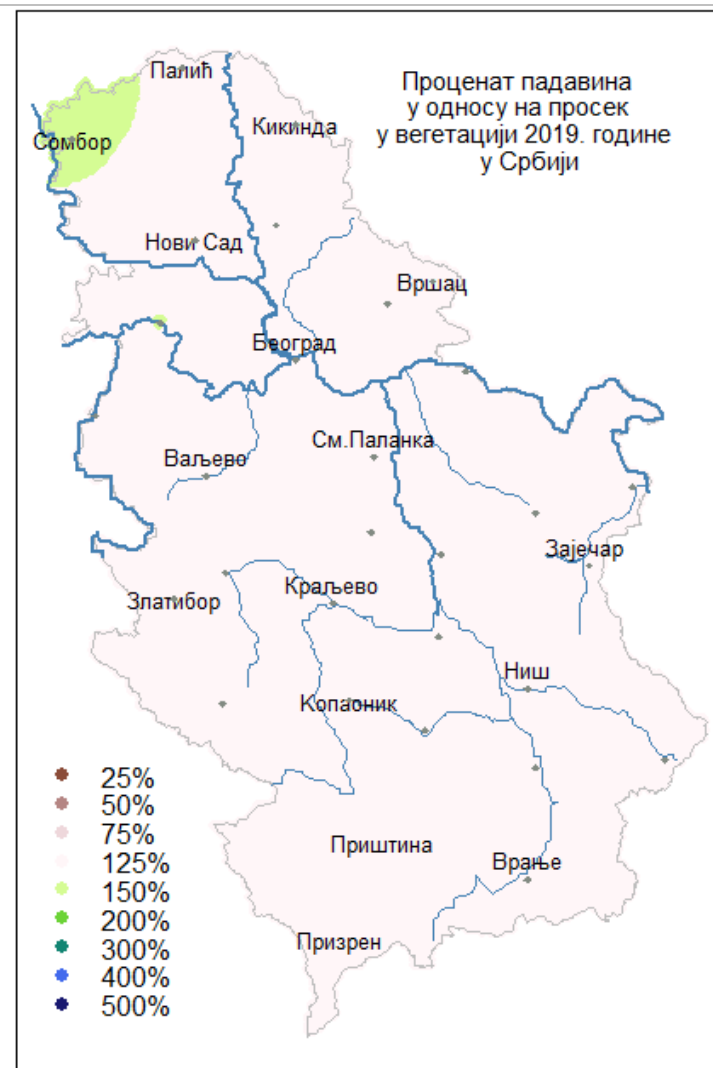 Проценат падавина
у односу на просек
у вегетацији 2019. године
у Србији
Палић
Сомбор
Кикинда
Нови Сад
Вршац
Београд
См.Паланка
Ваљево
Зајечар
Златибор
Краљево
Ниш
Копаоник
Приштина
Врање
Призрен
25%
50%
75%
125%
150%
200%
300%
400%
500%